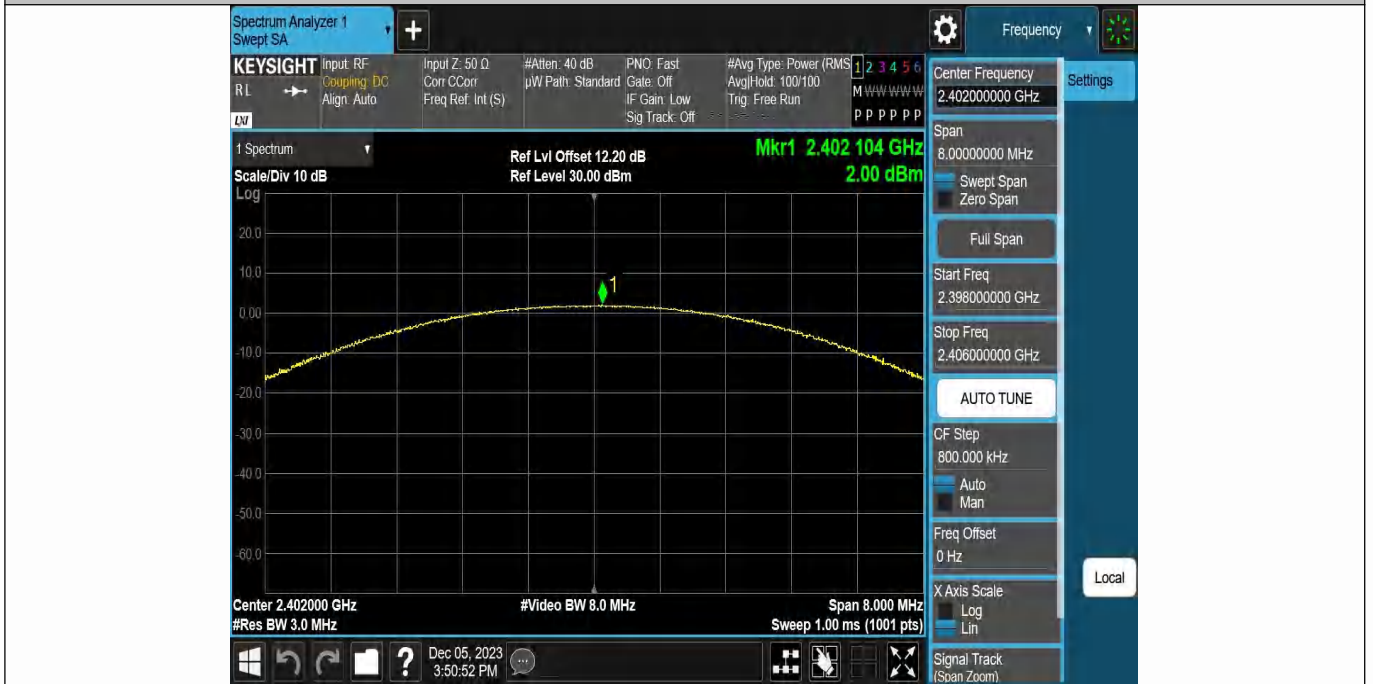 Spectrum Analyzer 1
Swept SA
+
Frequency
KEYSIGHT
RL
LXI
Input: RF
Coupling: DC
Align: Auto
Input Z: 50 Ω
Corr CCorr
Freq Ref: Int (S)
#Atten: 40 dB
µW Path: Standard
PNO: Fast
Gate: Off
IF Gain: Low
Sig Track: Off
#Avg Type: Power (RMS
Avg|Hold: 100/100
Trig: Free Run
1 2 3 4 5 6
M W W W W W
P P P P P P
1 Spectrum
Scale/Div 10 dB
Log
Ref Lvl Offset 12.20 dB
Ref Level 30.00 dBm
Mkr1 2.402 104 GHz
2.00 dBm
20.0
10.0
0.00
-10.0
-20.0
-30.0
-40.0
-50.0
-60.0
1
Center 2.402000 GHz
#Res BW 3.0 MHz
#Video BW 8.0 MHz
Span 8.000 MHz
Sweep 1.00 ms (1001 pts)
?
Dec 05, 2023
3:50:52 PM
Center Frequency
2.402000000 GHz
Settings
Span
8.00000000 MHz
Swept Span
Zero Span
Full Span
Start Freq
2.398000000 GHz
Stop Freq
2.406000000 GHz
AUTO TUNE
CF Step
800.000 kHz
Auto
Man
Freq Offset
0 Hz
X Axis Scale
Log
Lin
Signal Track
(Span Zoom)
Local